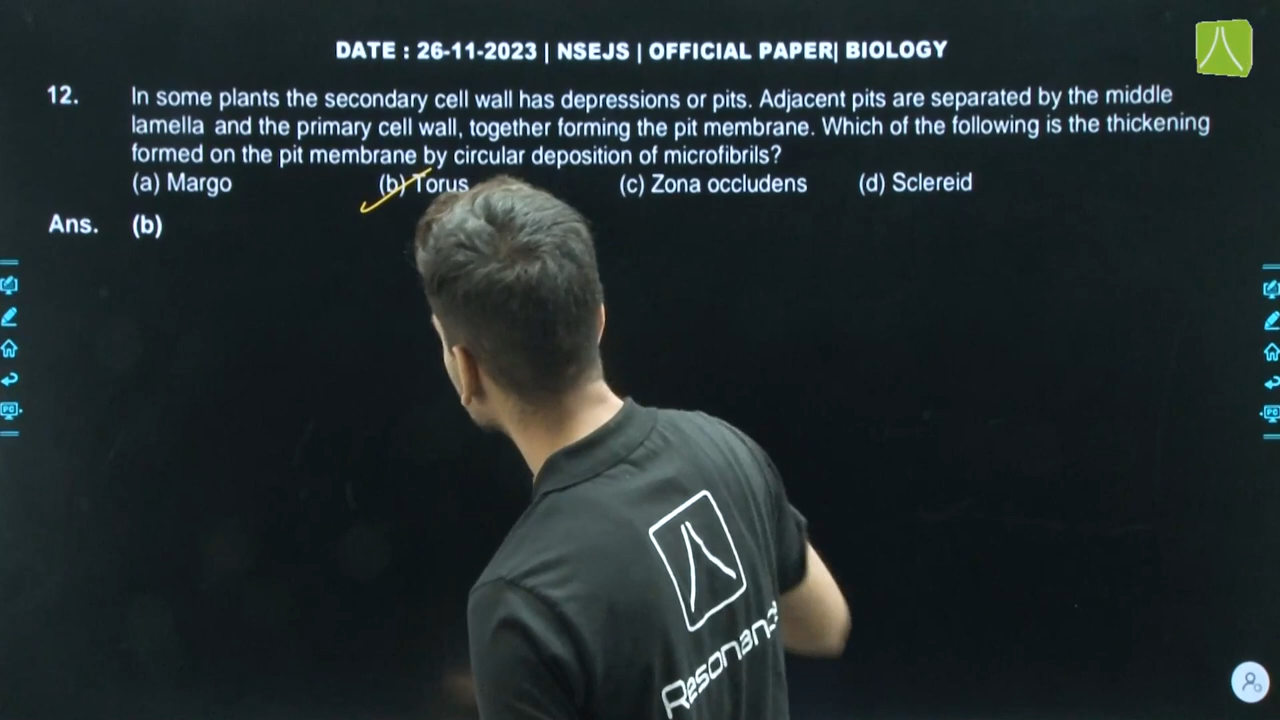 DATE : 26-11-2023 | NSEJS | OFFICIAL PAPER| BIOLOGY
12. In some plants the secondary cell wall has depressions or pits. Adjacent pits are separated by the middle
lamella and the primary cell wall, together forming the pit membrane. Which of the following is the thickening
formed on the pit membrane by circular deposition of microfibrils?
(a) Margo (b) Torus (c) Zona occludens (d) Sclereid
Ans. (b)
PC
PC
Resonanc